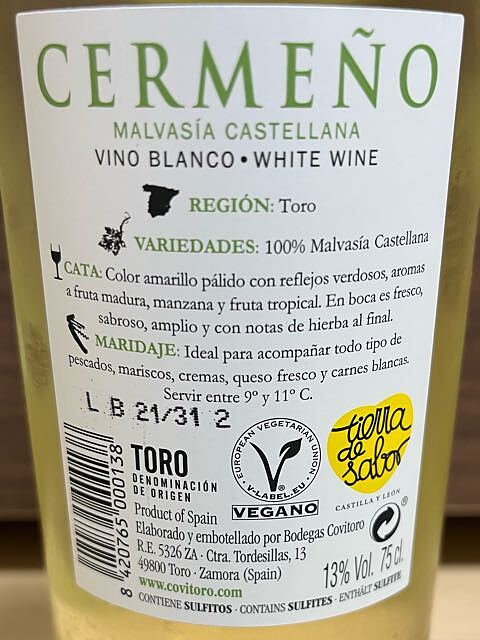 CERMEÑO
MALVASÍA CASTELLANA
VINO BLANCO • WHITE WINE
REGIÓN: Toro
VARIEDADES: 100% Malvasía Castellana
CATA: Color amarillo pálido con reflejos verdosos, aromas
a fruta madura, manzana y fruta tropical. En boca es fresco,
sabroso, amplio y con notas de hierba al final.
MARIDAJE: Ideal para acompañar todo tipo de
pescados, mariscos, cremas, queso fresco y carnes blancas.
Servir entre 9º y 11º C.
L B 21/31 2
8 420765 000138
TORO
DENOMINACIÓN
DE ORIGEN
EUROPEAN VEGETARIAN UNION
V-LABEL.EU
VEGANO
tierra
de
sabor
CASTILLA Y LEÓN
Product of Spain
Elaborado y embotellado por Bodegas Covitoro
R.E. 5326 ZA · Ctra. Tordesillas, 13
49800 Toro · Zamora (Spain)
www.covitoro.com
13% Vol. 75 cl.
CONTIENE SULFITOS · CONTAINS SULFITES · ENTHÄLT SULFITE